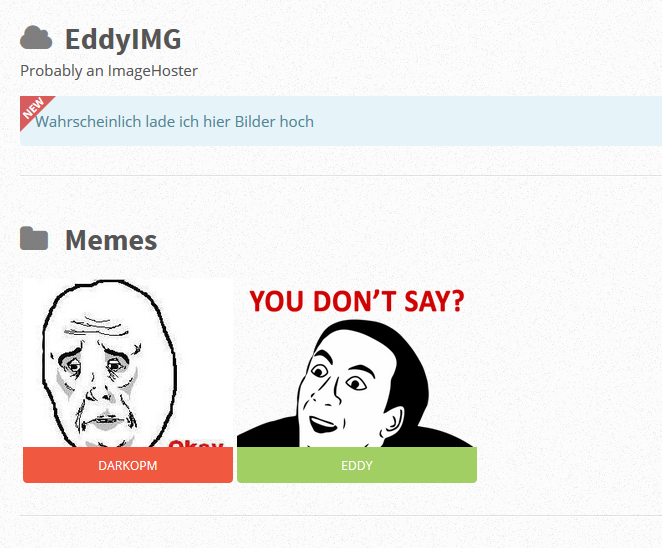 EddyIMG
Probably an ImageHoster
NEW
Wahrscheinlich lade ich hier Bilder hoch
Memes
YOU DON'T SAY?
Okay
DARKOPM
EDDY